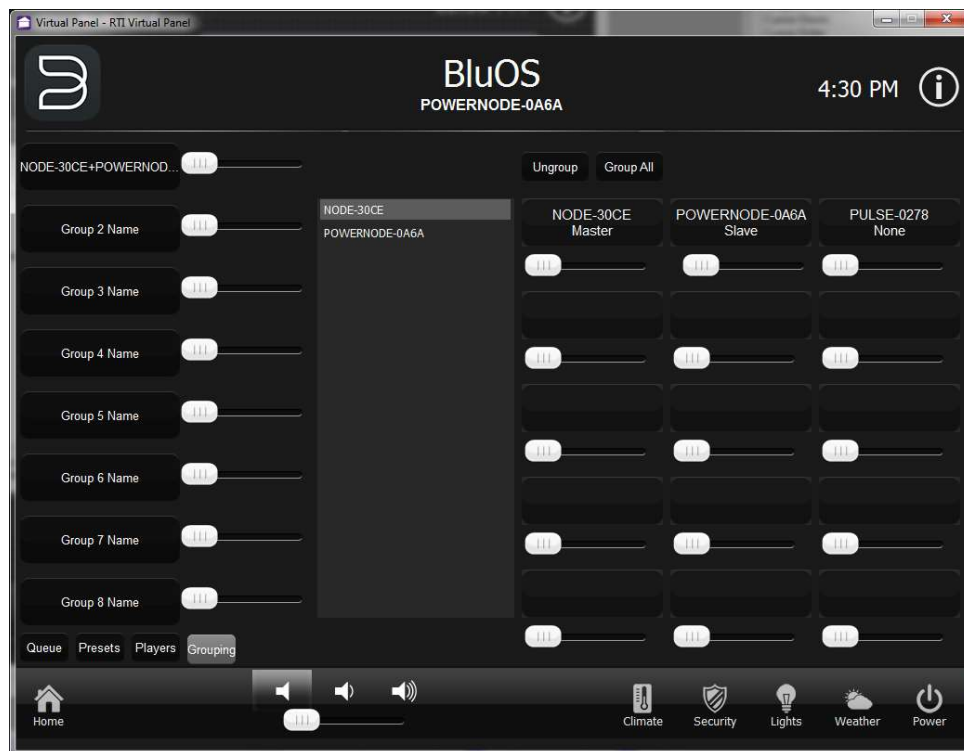 Virtual Panel - RTI Virtual Panel
BluOS
POWERNODE-0A6A
4:30 PM
NODE-30CE+POWERNOD...
Ungroup
Group All
NODE-30CE
POWERNODE-0A6A
NODE-30CE
Master
POWERNODE-0A6A
Slave
PULSE-0278
None
Group 2 Name
Group 3 Name
Group 4 Name
Group 5 Name
Group 6 Name
Group 7 Name
Group 8 Name
Queue
Presets
Players
Grouping
Home
Climate
Security
Lights
Weather
Power